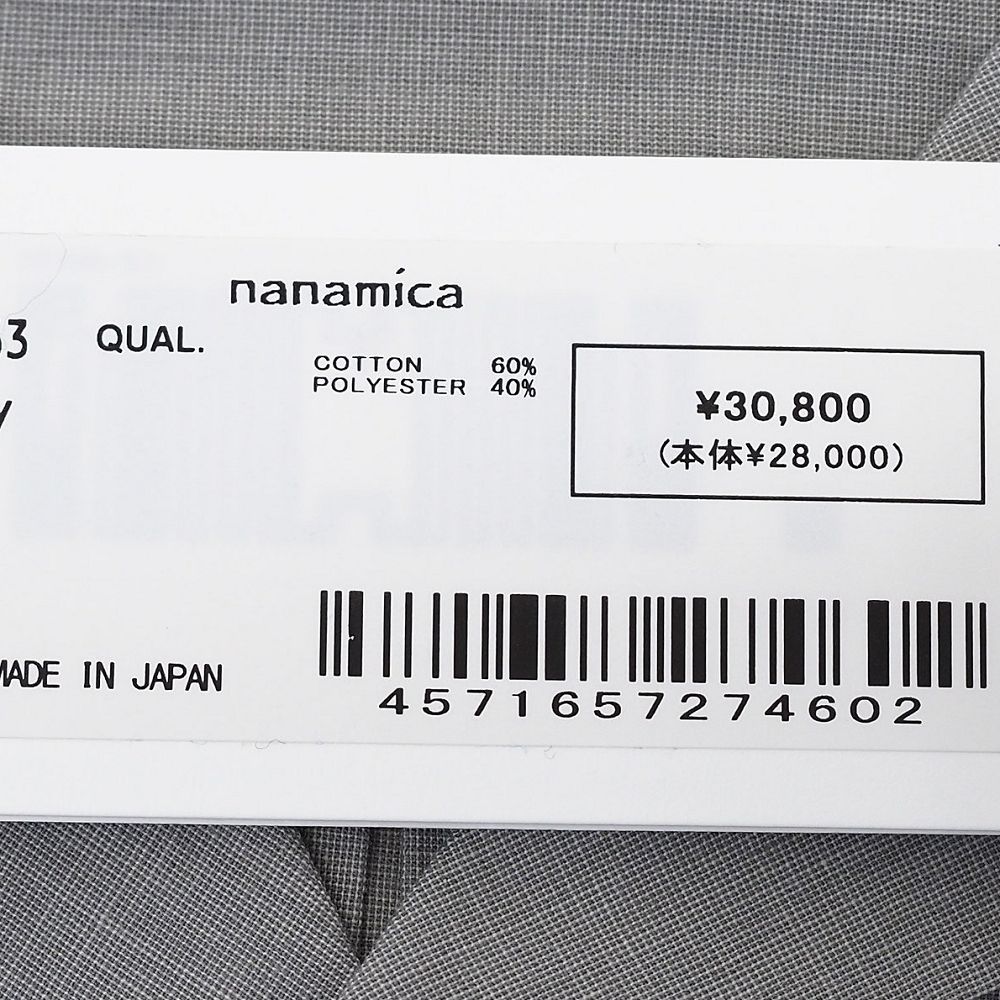 nanamica
QUAL.
COTTON 60%
POLYESTER 40%
¥30,800
(本体¥28,000)
MADE IN JAPAN
4571657274602